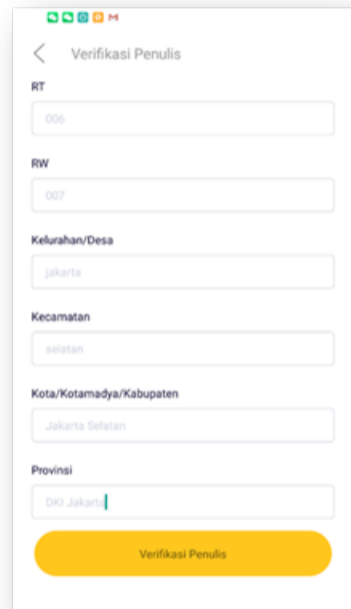 Verifikasi Penulis
RT
006
RW
007
Kelurahan/Desa
jakarta
Kecamatan
selatan
Kota/Kotamadya/Kabupaten
Jakarta Selatan
Provinsi
DKI Jakarta
Verifikasi Penulis